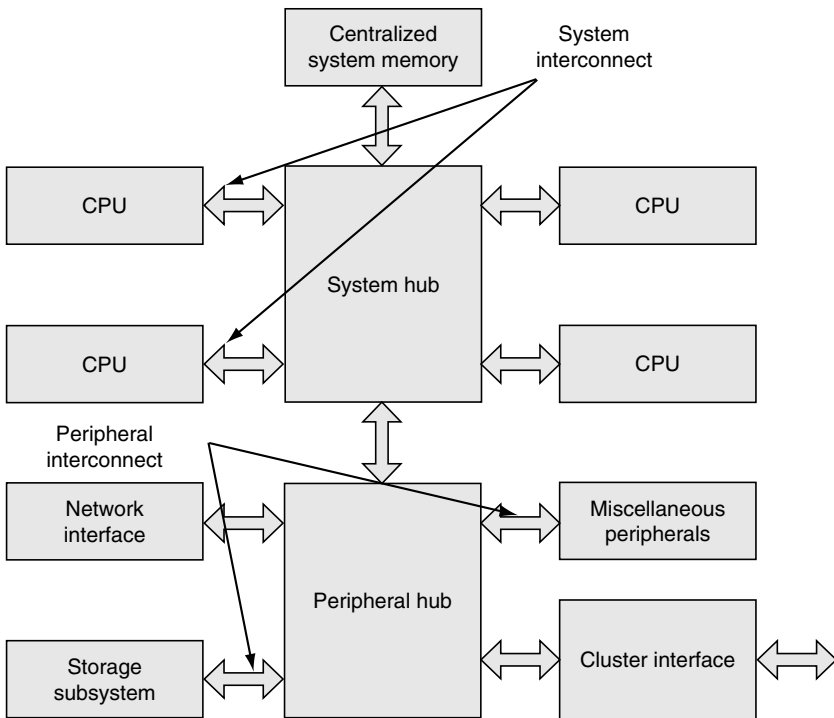 Centralized
system memory
System
interconnect
CPU
CPU
System hub
CPU
CPU
Peripheral
interconnect
Network
interface
Miscellaneous
peripherals
Peripheral hub
Storage
subsystem
Cluster interface